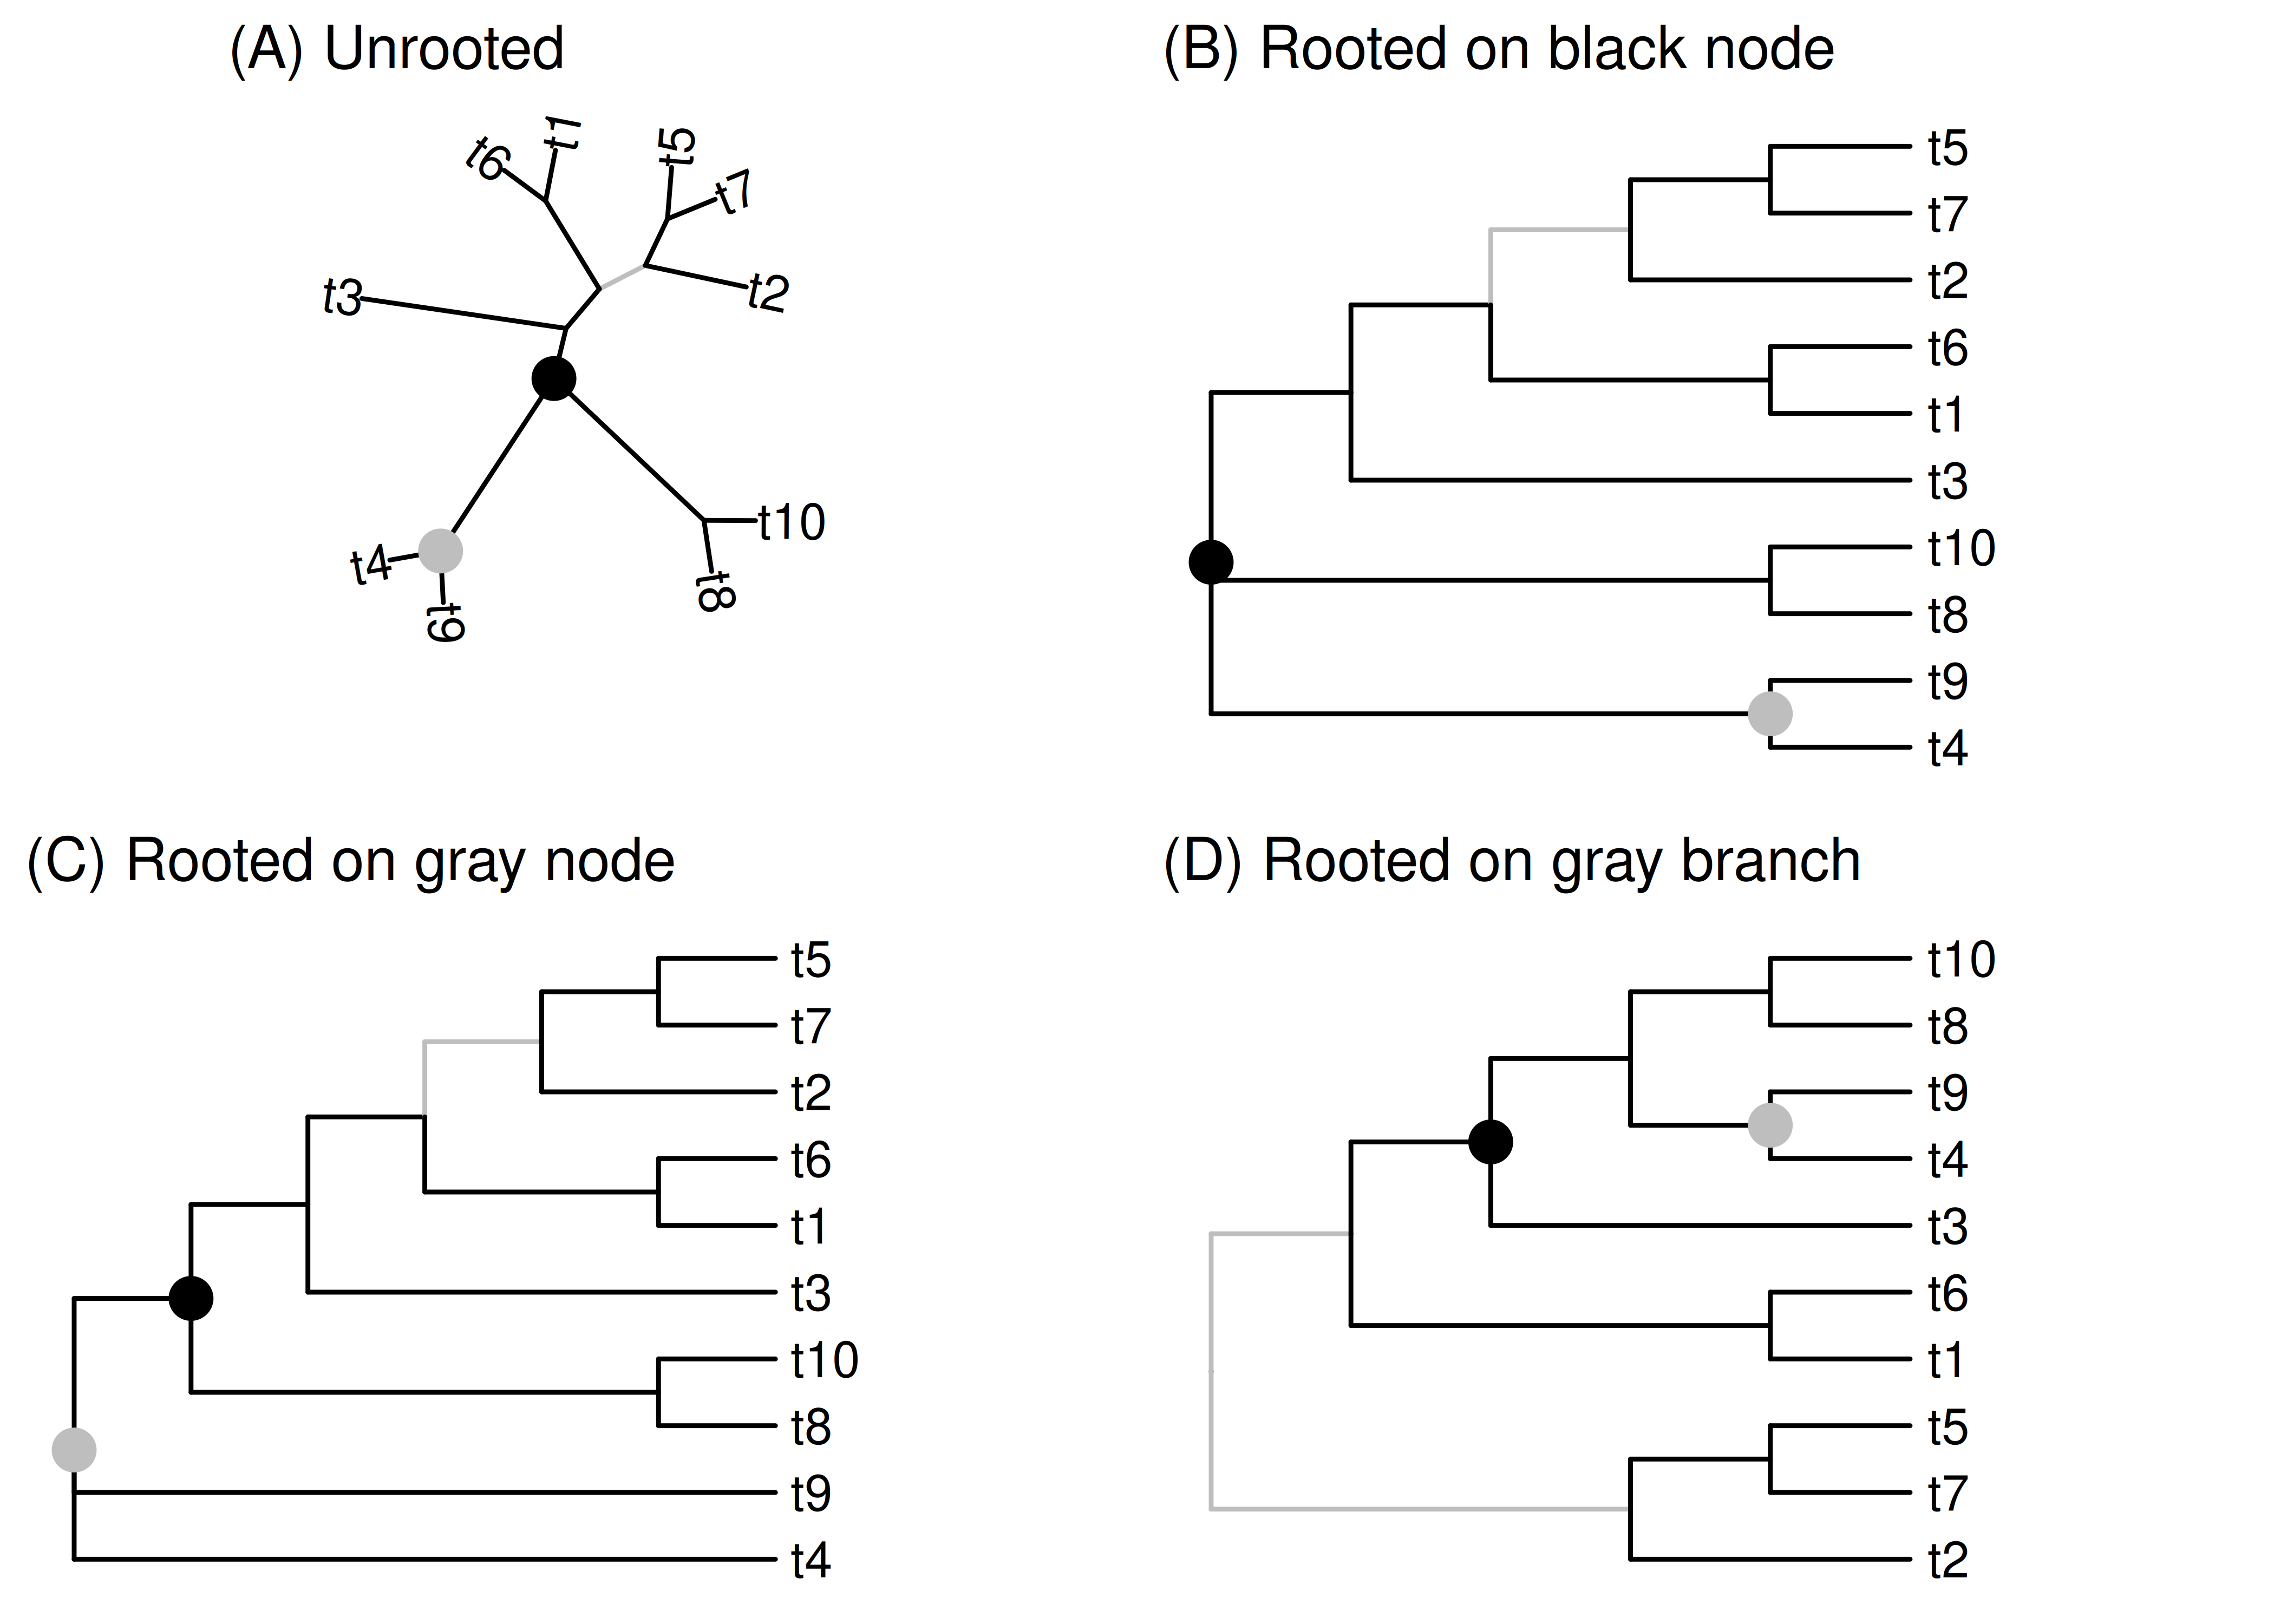 (A) Unrooted
t6
t1
t5
t7
t3
t2
t10
t4
t8
t9
(B) Rooted on black node
t5
t7
t2
t6
t1
t3
t10
t8
t9
t4
(C) Rooted on gray node
t5
t7
t2
t6
t1
t3
t10
t8
t9
t4
(D) Rooted on gray branch
t10
t8
t9
t4
t3
t6
t1
t5
t7
t2